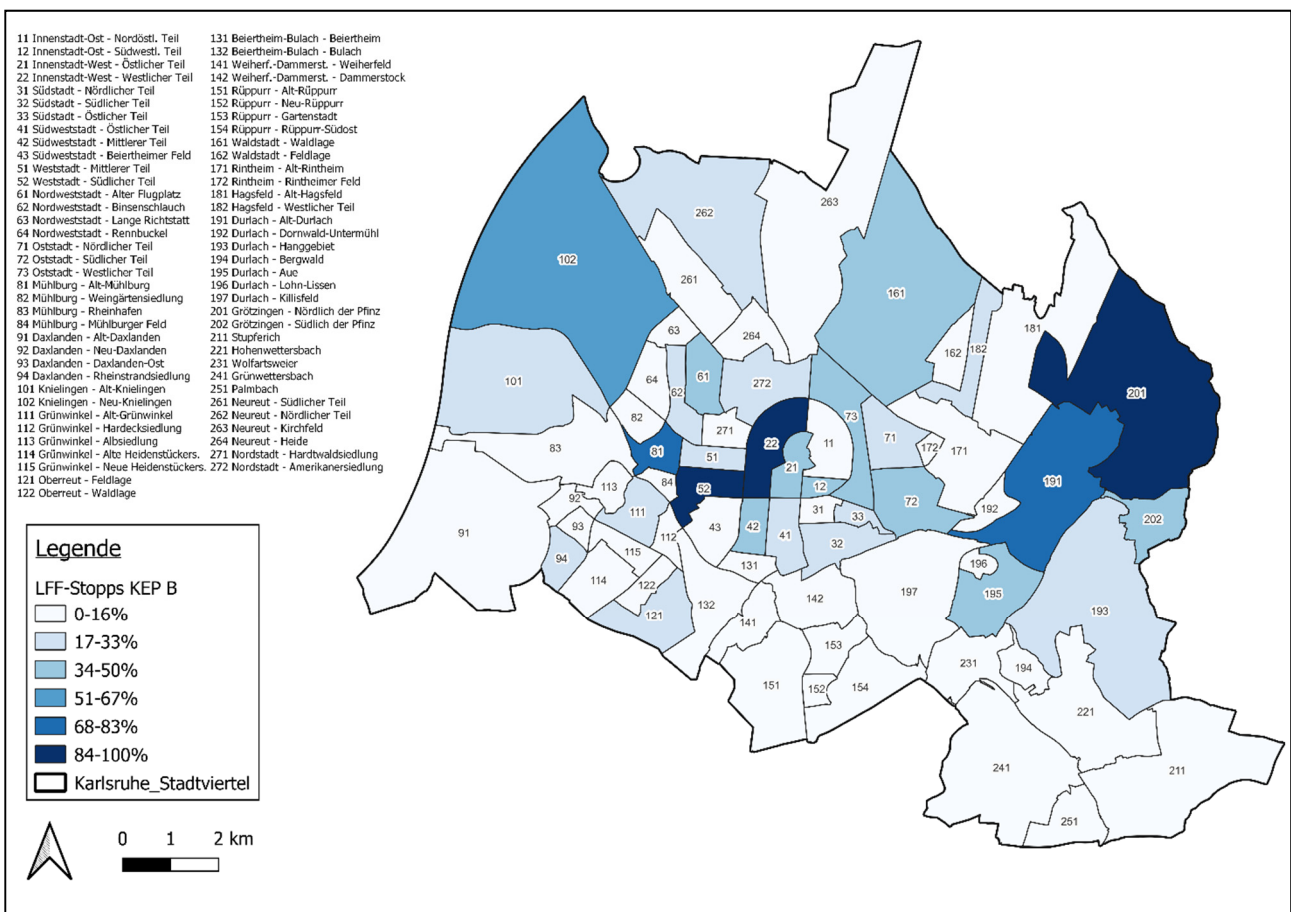 11 Innenstadt-Ost - Nordöstl. Teil
12 Innenstadt-Ost - Südwestl. Teil
21 Innenstadt-West - Östlicher Teil
22 Innenstadt-West - Westlicher Teil
31 Südstadt - Nördlicher Teil
32 Südstadt - Südlicher Teil
33 Südstadt - Östlicher Teil
41 Südweststadt - Östlicher Teil
42 Südweststadt - Mittlerer Teil
43 Südweststadt - Beiertheimer Feld
51 Weststadt - Mittlerer Teil
52 Weststadt - Südlicher Teil
61 Nordweststadt - Alter Flugplatz
62 Nordweststadt - Binsenschlauch
63 Nordweststadt - Lange Richtstatt
64 Nordweststadt - Rennbuckel
71 Oststadt - Nördlicher Teil
72 Oststadt - Südlicher Teil
73 Oststadt - Westlicher Teil
81 Mühlburg - Alt-Mühlburg
82 Mühlburg - Weingärtensiedlung
83 Mühlburg - Rheinhafen
84 Mühlburg - Mühlburger Feld
91 Daxlanden - Alt-Daxlanden
92 Daxlanden - Neu-Daxlanden
93 Daxlanden - Daxlanden-Ost
94 Daxlanden - Rheinstrandsiedlung
101 Knielingen - Alt-Knielingen
102 Knielingen - Neu-Knielingen
111 Grünwinkel - Alt-Grünwinkel
112 Grünwinkel - Hardecksiedlung
113 Grünwinkel - Albsiedlung
114 Grünwinkel - Alte Heidenstückers.
115 Grünwinkel - Neue Heidenstückers.
121 Oberreut - Feldlage
122 Oberreut - Waldlage
131 Beiertheim-Bulach - Beiertheim
132 Beiertheim-Bulach - Bulach
141 Weiherf.-Dammerst. - Weiherfeld
142 Weiherf.-Dammerst. - Dammerstock
151 Rüppurr - Alt-Rüppurr
152 Rüppurr - Neu-Rüppurr
153 Rüppurr - Gartenstadt
154 Rüppurr - Rüppurr-Südost
161 Waldstadt - Waldlage
162 Waldstadt - Feldlage
171 Rintheim - Alt-Rintheim
172 Rintheim - Rintheimer Feld
181 Hagsfeld - Alt-Hagsfeld
182 Hagsfeld - Westlicher Teil
191 Durlach - Alt-Durlach
192 Durlach - Dornwald-Untermühl
193 Durlach - Hanggebiet
194 Durlach - Bergwald
195 Durlach - Aue
196 Durlach - Lohn-Lissen
197 Durlach - Killisfeld
201 Grötzingen - Nördlich der Pfinz
202 Grötzingen - Südlich der Pfinz
211 Stupferich
221 Hohenwettersbach
231 Wolfartsweier
241 Grünwettersbach
251 Palmbach
261 Neureut - Südlicher Teil
262 Neureut - Nördlicher Teil
263 Neureut - Kirchfeld
264 Neureut - Heide
271 Nordstadt - Hardtwaldsiedlung
272 Nordstadt - Amerikanersiedlung
263
262
102
261
161
63
264
181
162
182
101
64
62
61
272
201
82
73
271
22
11
71
172
171
83
81
51
21
191
52
12
72
84
113
92
192
111
31
33
202
91
93
112
43
42
41
32
94
115
131
196
114
122
195
197
142
121
132
141
193
153
231
194
151
152
154
221
241
211
251
Legende
LFF-Stopps KEP B
0-16%
17-33%
34-50%
51-67%
68-83%
84-100%
Karlsruhe_Stadtviertel
0 1 2 km